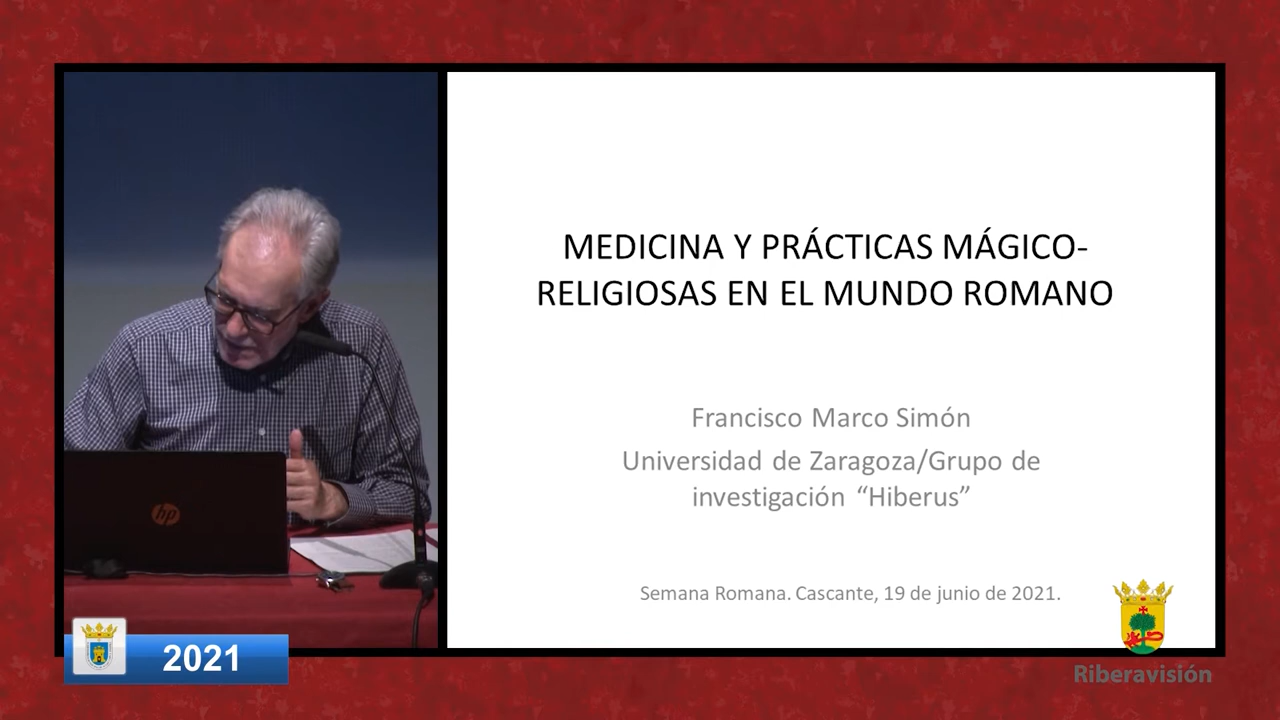 MEDICINA Y PRÁCTICAS MÁGICO-
RELIGIOSAS EN EL MUNDO ROMANO
Francisco Marco Simón
Universidad de Zaragoza/Grupo de
investigación “Hiberus”
Semana Romana. Cascante, 19 de junio de 2021.
hp
2021
Riberavisión